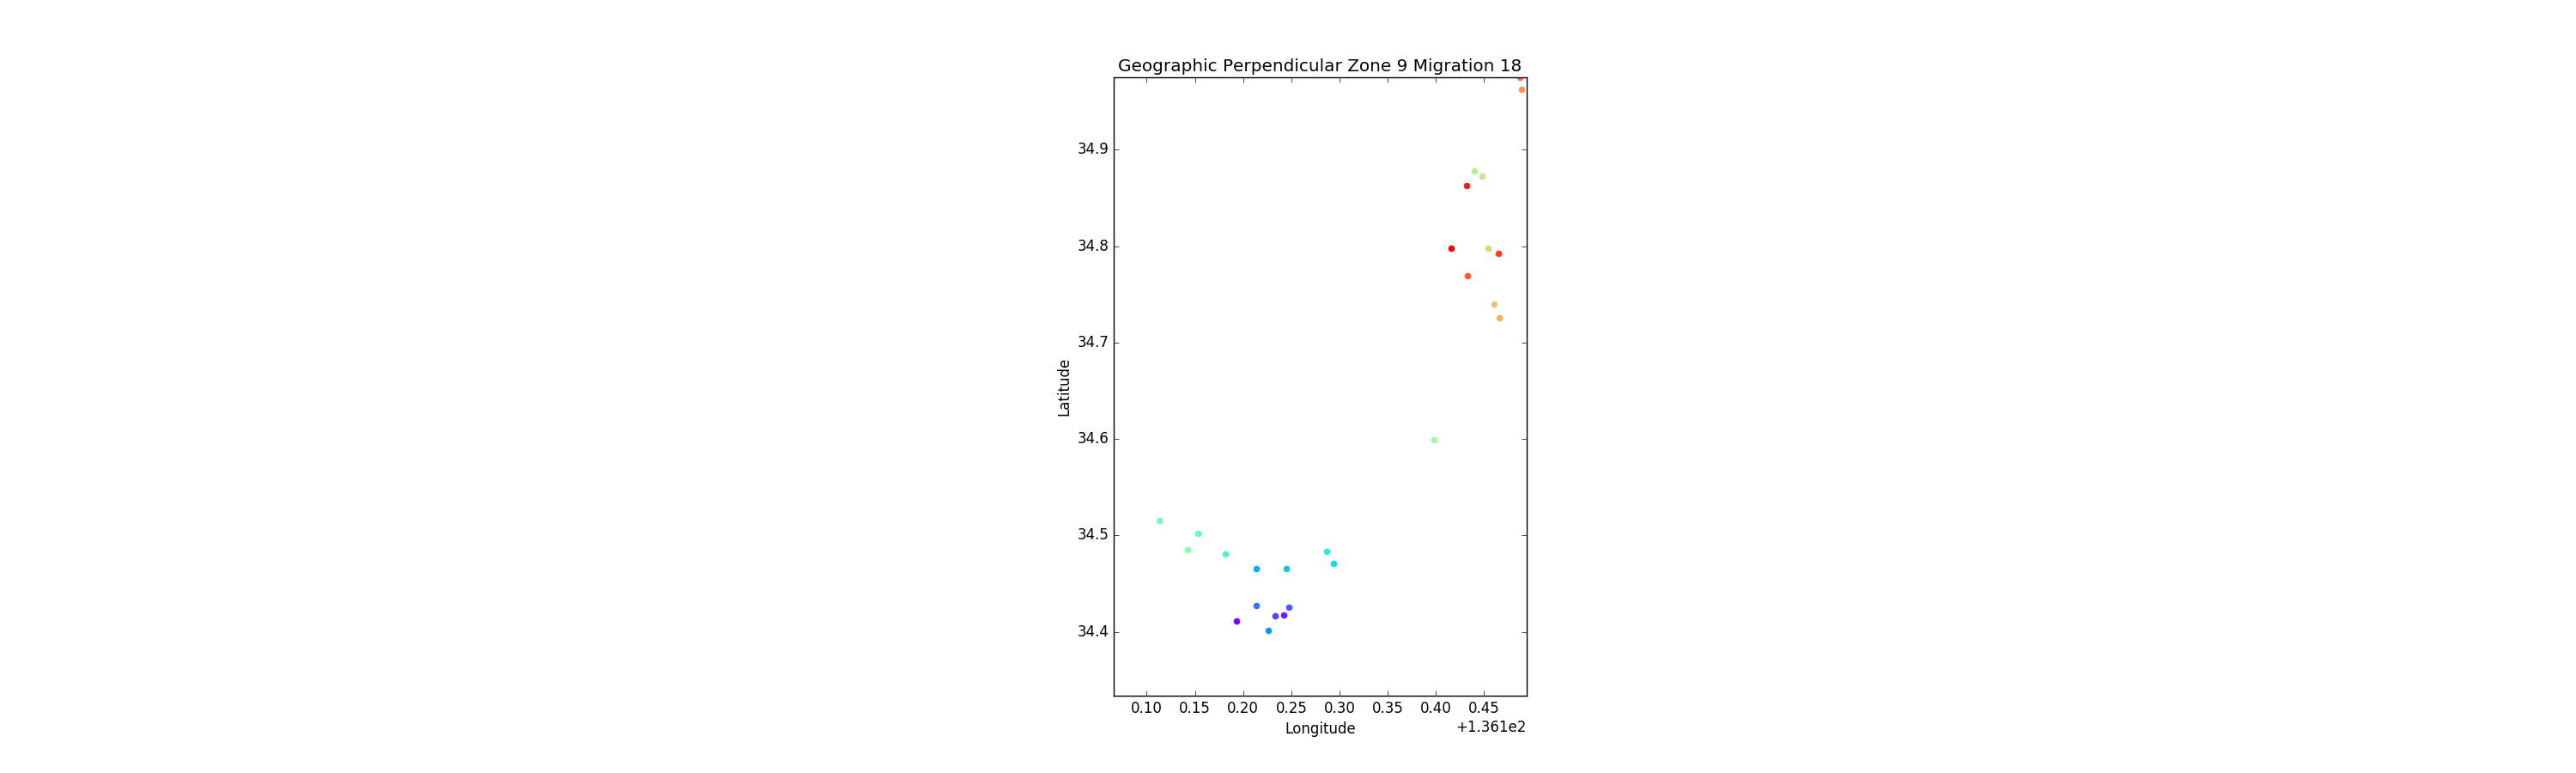 Geographic Perpendicular Zone 9 Migration 18
34.9
34.8
34.7
34.6
34.5
34.4
Latitude
0.10 0.15 0.20 0.25 0.30 0.35 0.40 0.45
+1.361e2
Longitude